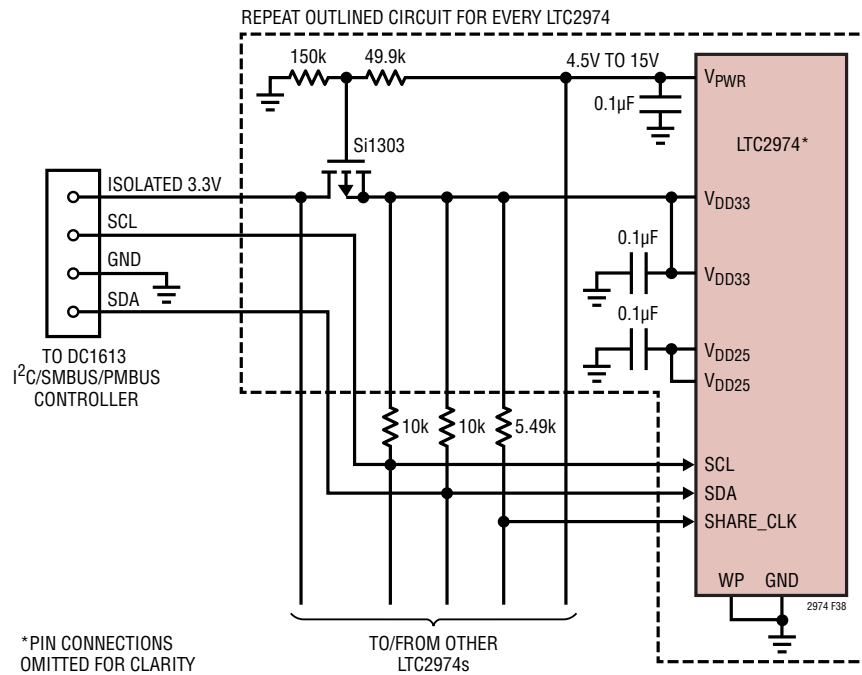 REPEAT OUTLINED CIRCUIT FOR EVERY LTC2974
150k
49.9k
4.5V TO 15V
VPWR
0.1µF
LTC2974*
Si1303
ISOLATED 3.3V
VDD33
SCL
0.1µF
GND
VDD33
SDA
0.1µF
VDD25
TO DC1613
I2C/SMBUS/PMBUS
CONTROLLER
VDD25
10k
10k
5.49k
SCL
SDA
SHARE_CLK
WP
GND
2974 F38
*PIN CONNECTIONS
OMITTED FOR CLARITY
TO/FROM OTHER
LTC2974s